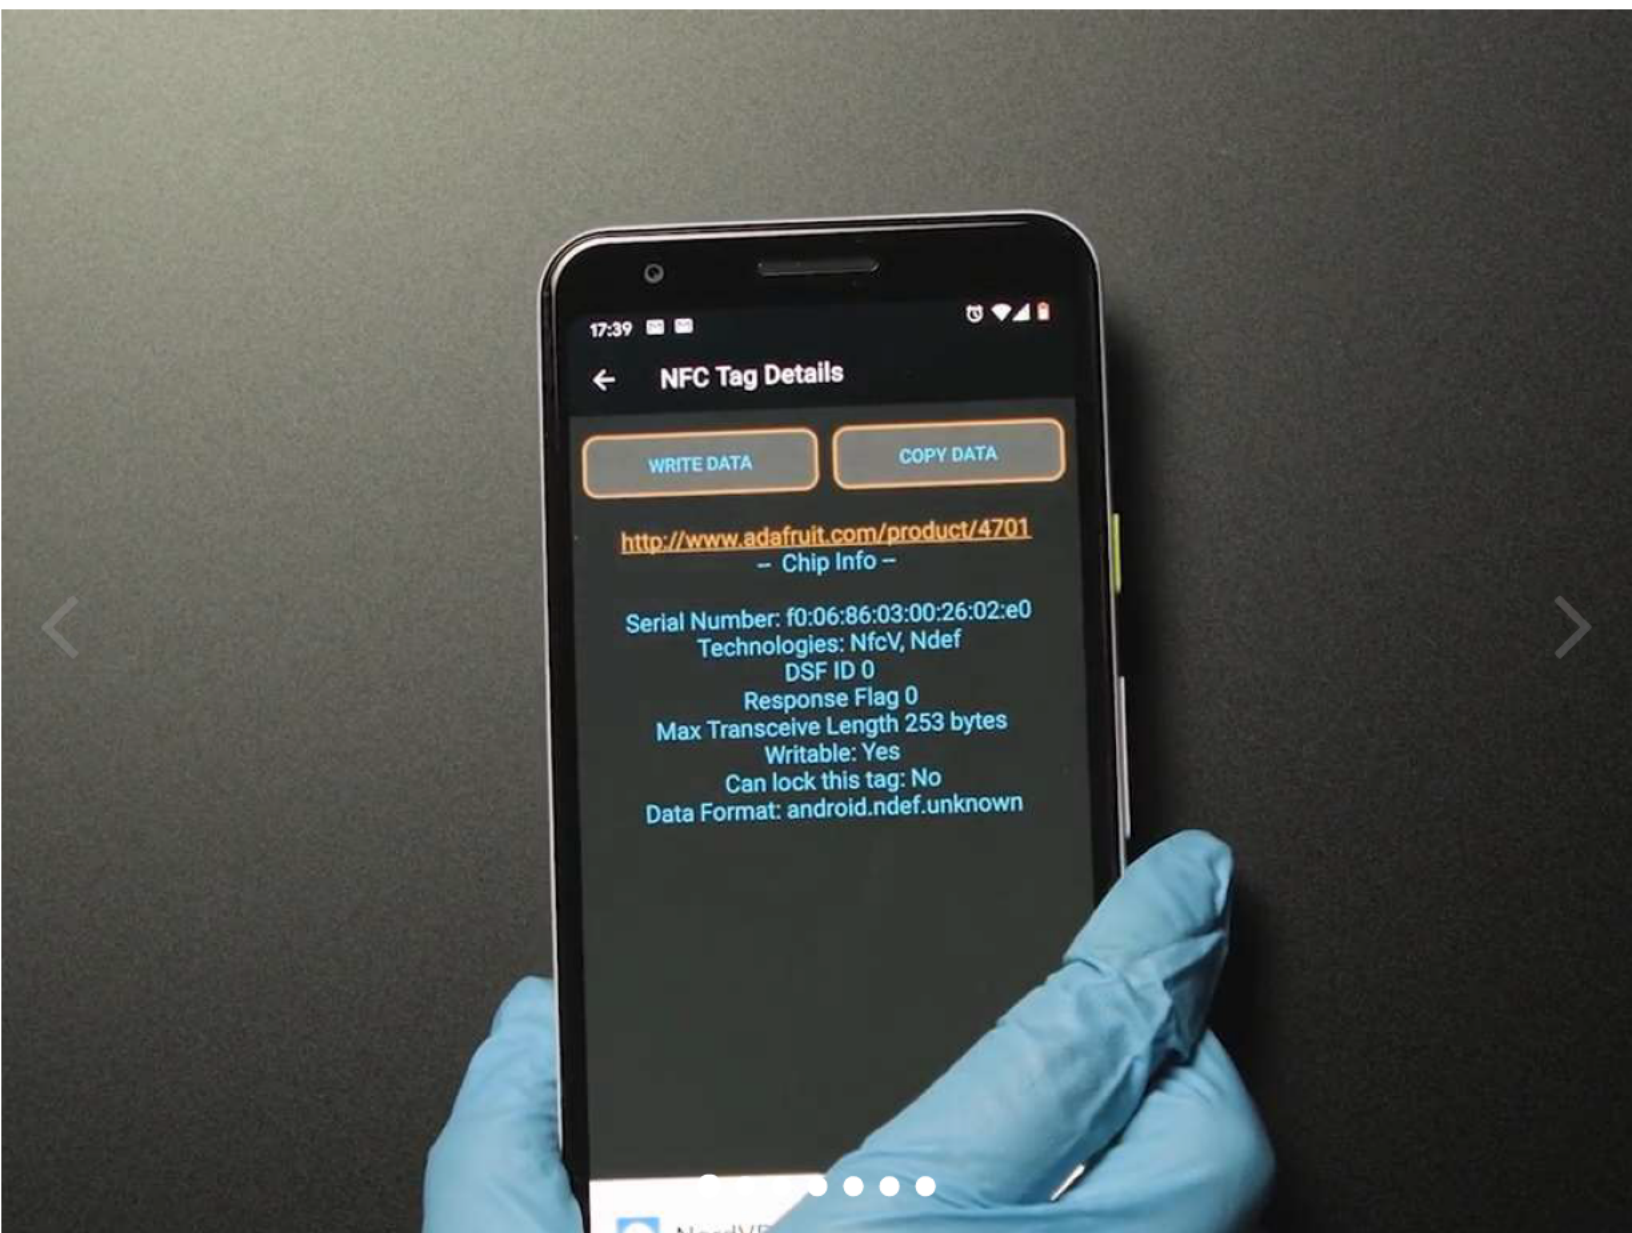 17:39
NFC Tag Details
WRITE DATA
COPY DATA
http://www.adafruit.com/product/4701
-- Chip Info --
Serial Number: f0:06:86:03:00:26:02:e0
Technologies: NfcV, Ndef
DSF ID 0
Response Flag 0
Max Transceive Length 253 bytes
Writable: Yes
Can lock this tag: No
Data Format: android.ndef.unknown